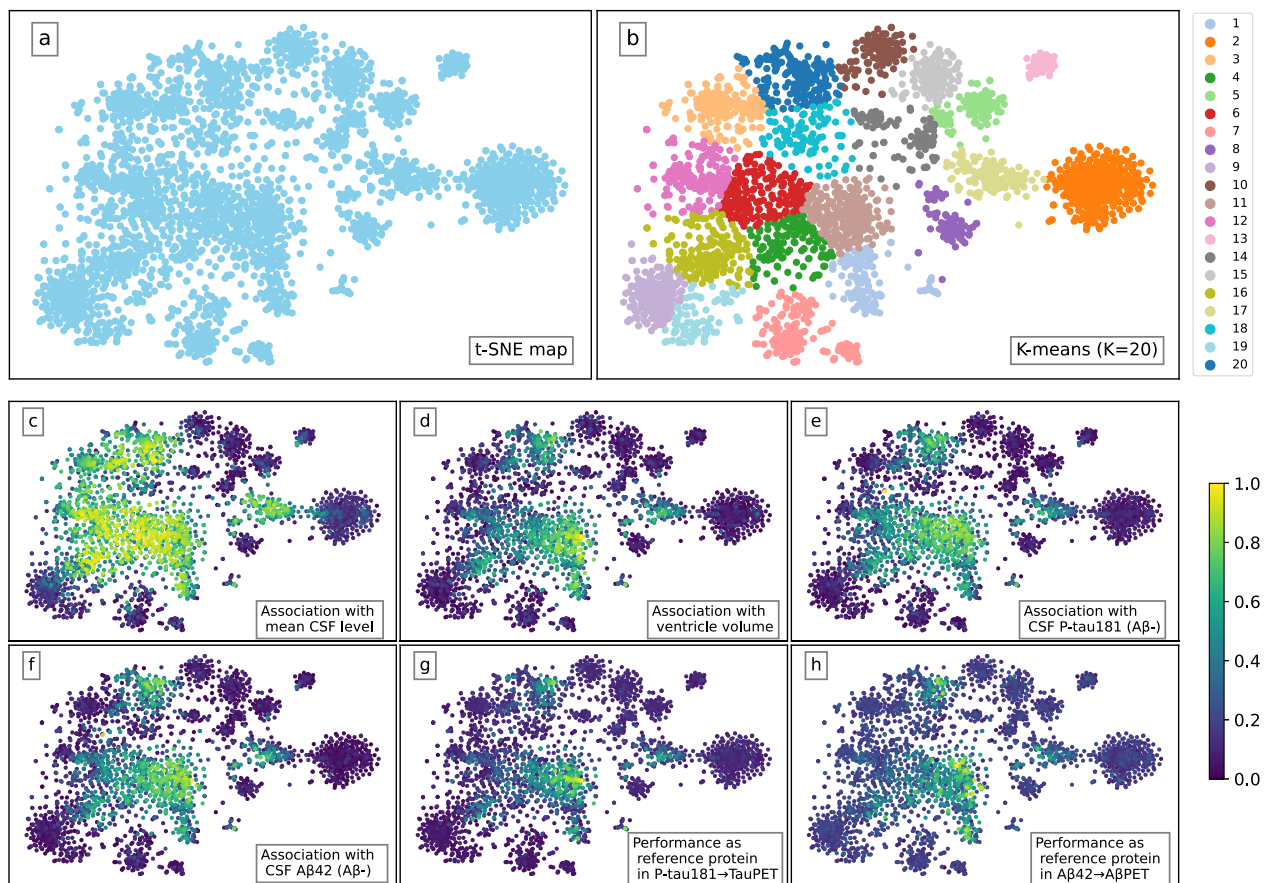 a
t-SNE map
b
K-means (K=20)
1
2
3
4
5
6
7
8
9
10
11
12
13
14
15
16
17
18
19
20
c
Association with
mean CSF level
d
Association with
ventricle volume
e
Association with
CSF P-tau181 (Aβ-)
f
Association with
CSF Aβ42 (Aβ-)
g
Performance as
reference protein
in P-tau181→TauPET
h
Performance as
reference protein
in Aβ42→AβPET
1.0
0.8
0.6
0.4
0.2
0.0